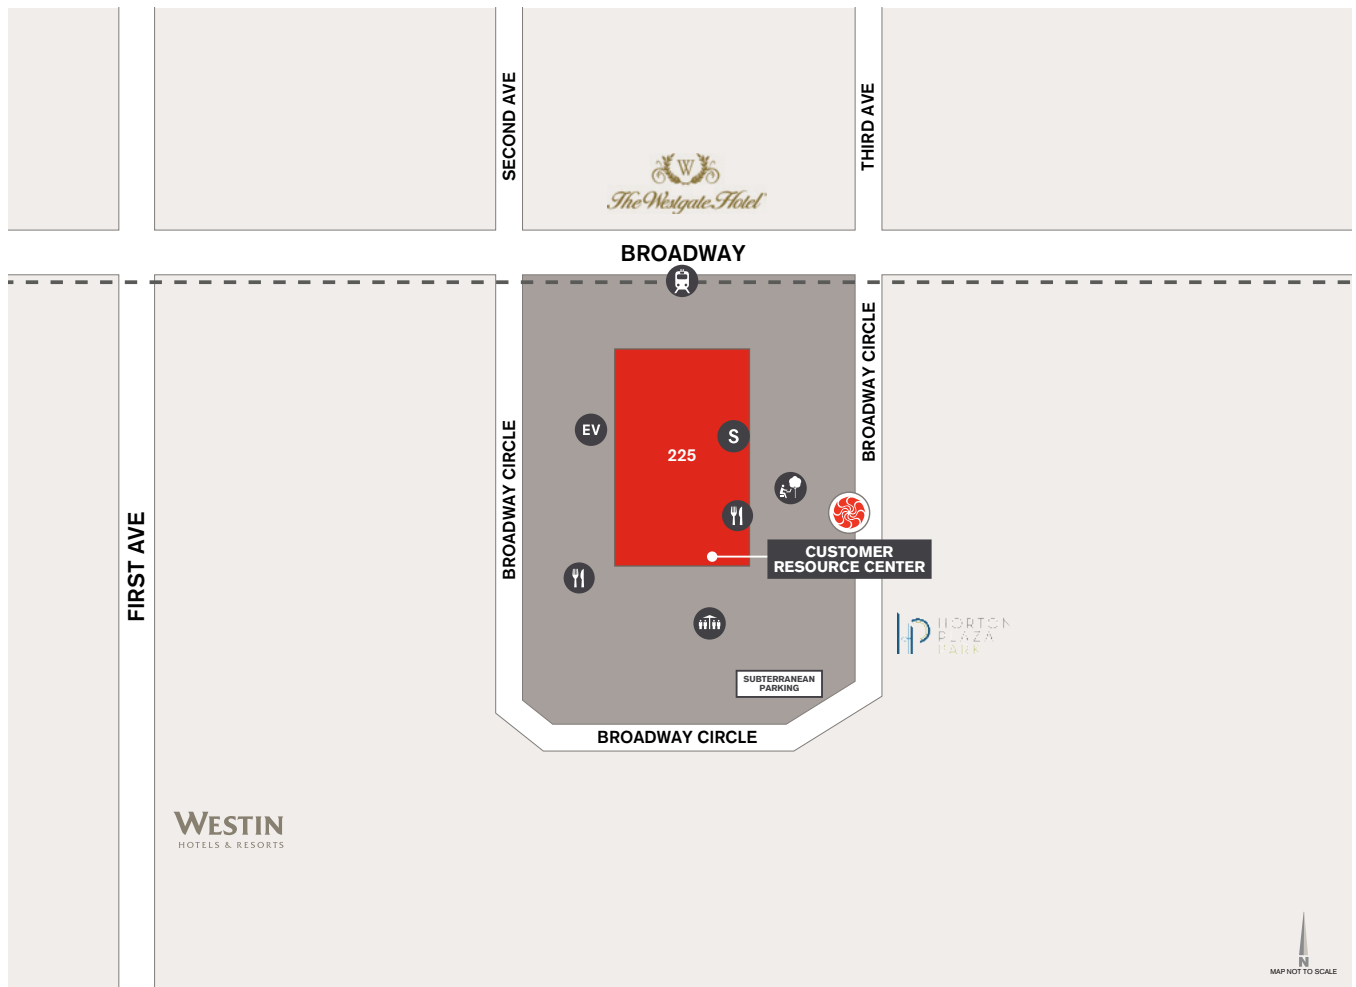 SECOND AVE
THIRD AVE
W
The Westgate Hotel
BROADWAY
BROADWAY CIRCLE
EV
S
225
BROADWAY CIRCLE
FIRST AVE
CUSTOMER
RESOURCE CENTER
HORTON
PLAZA
PARK
SUBTERRANEAN
PARKING
BROADWAY CIRCLE
WESTIN
HOTELS & RESORTS
N
MAP NOT TO SCALE